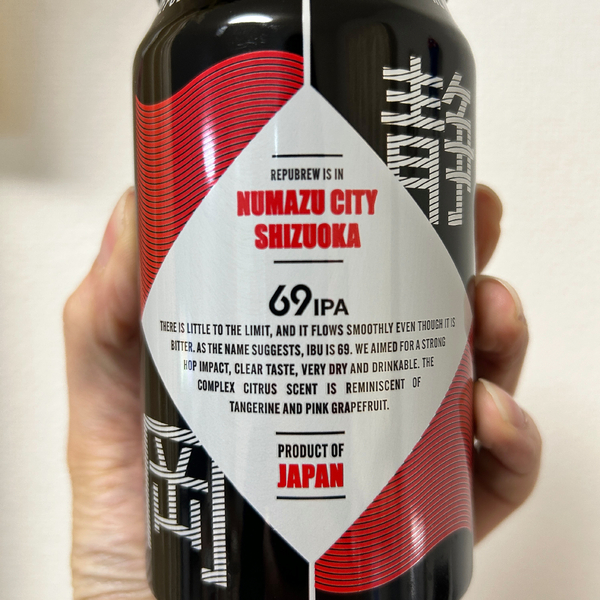 REPUBREW IS IN
NUMAZU CITY
SHIZUOKA
69 IPA
THERE IS LITTLE TO THE LIMIT, AND IT FLOWS SMOOTHLY EVEN THOUGH IT IS
BITTER. AS THE NAME SUGGESTS, IBU IS 69. WE AIMED FOR A STRONG
HOP IMPACT, CLEAR TASTE, VERY DRY AND DRINKABLE. THE
COMPLEX CITRUS SCENT IS REMINISCENT OF
TANGERINE AND PINK GRAPEFRUIT.
PRODUCT OF
JAPAN